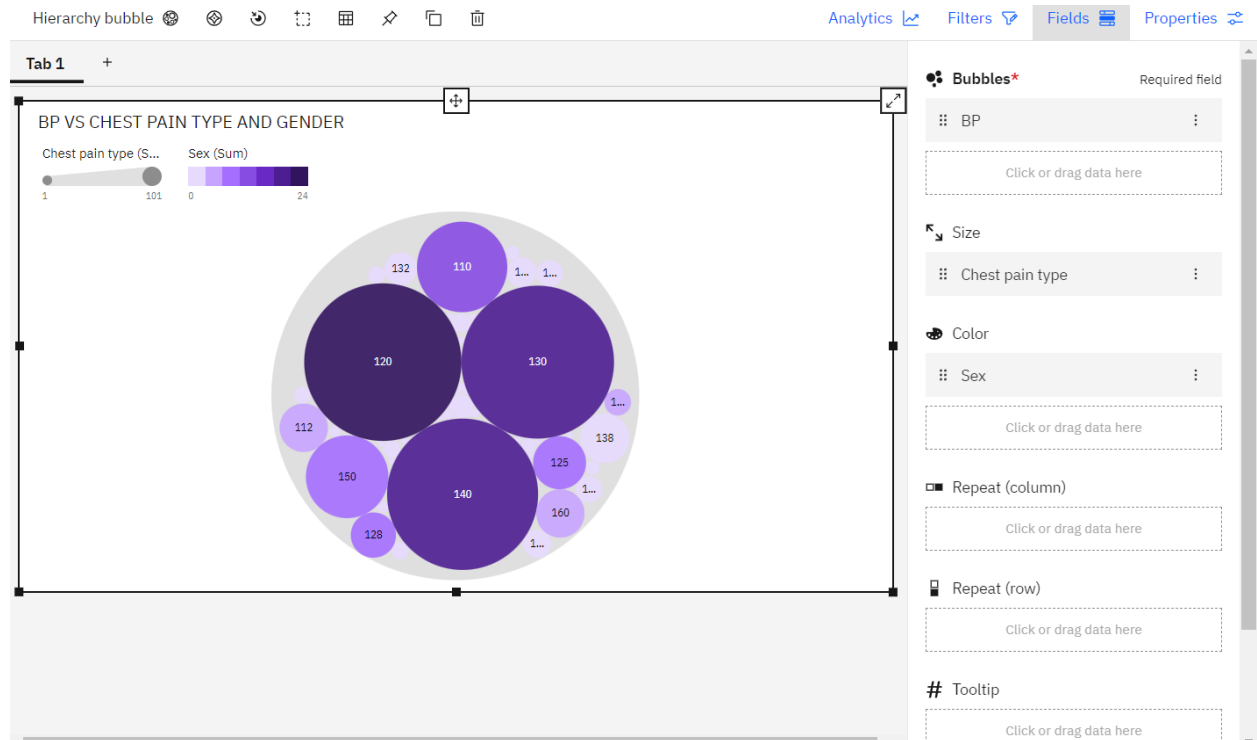 Hierarchy bubble
Analytics
Filters
Fields
Properties
Tab 1
+
Bubbles*
Required field
BP
Click or drag data here
BP VS CHEST PAIN TYPE AND GENDER
Chest pain type (S...
Sex (Sum)
1
101
0
24
Size
Chest pain type
Color
Sex
Click or drag data here
Repeat (column)
Click or drag data here
Repeat (row)
Click or drag data here
Tooltip
Click or drag data here
132
110
1...
1...
120
130
1...
112
138
150
125
140
1...
160
128
1...